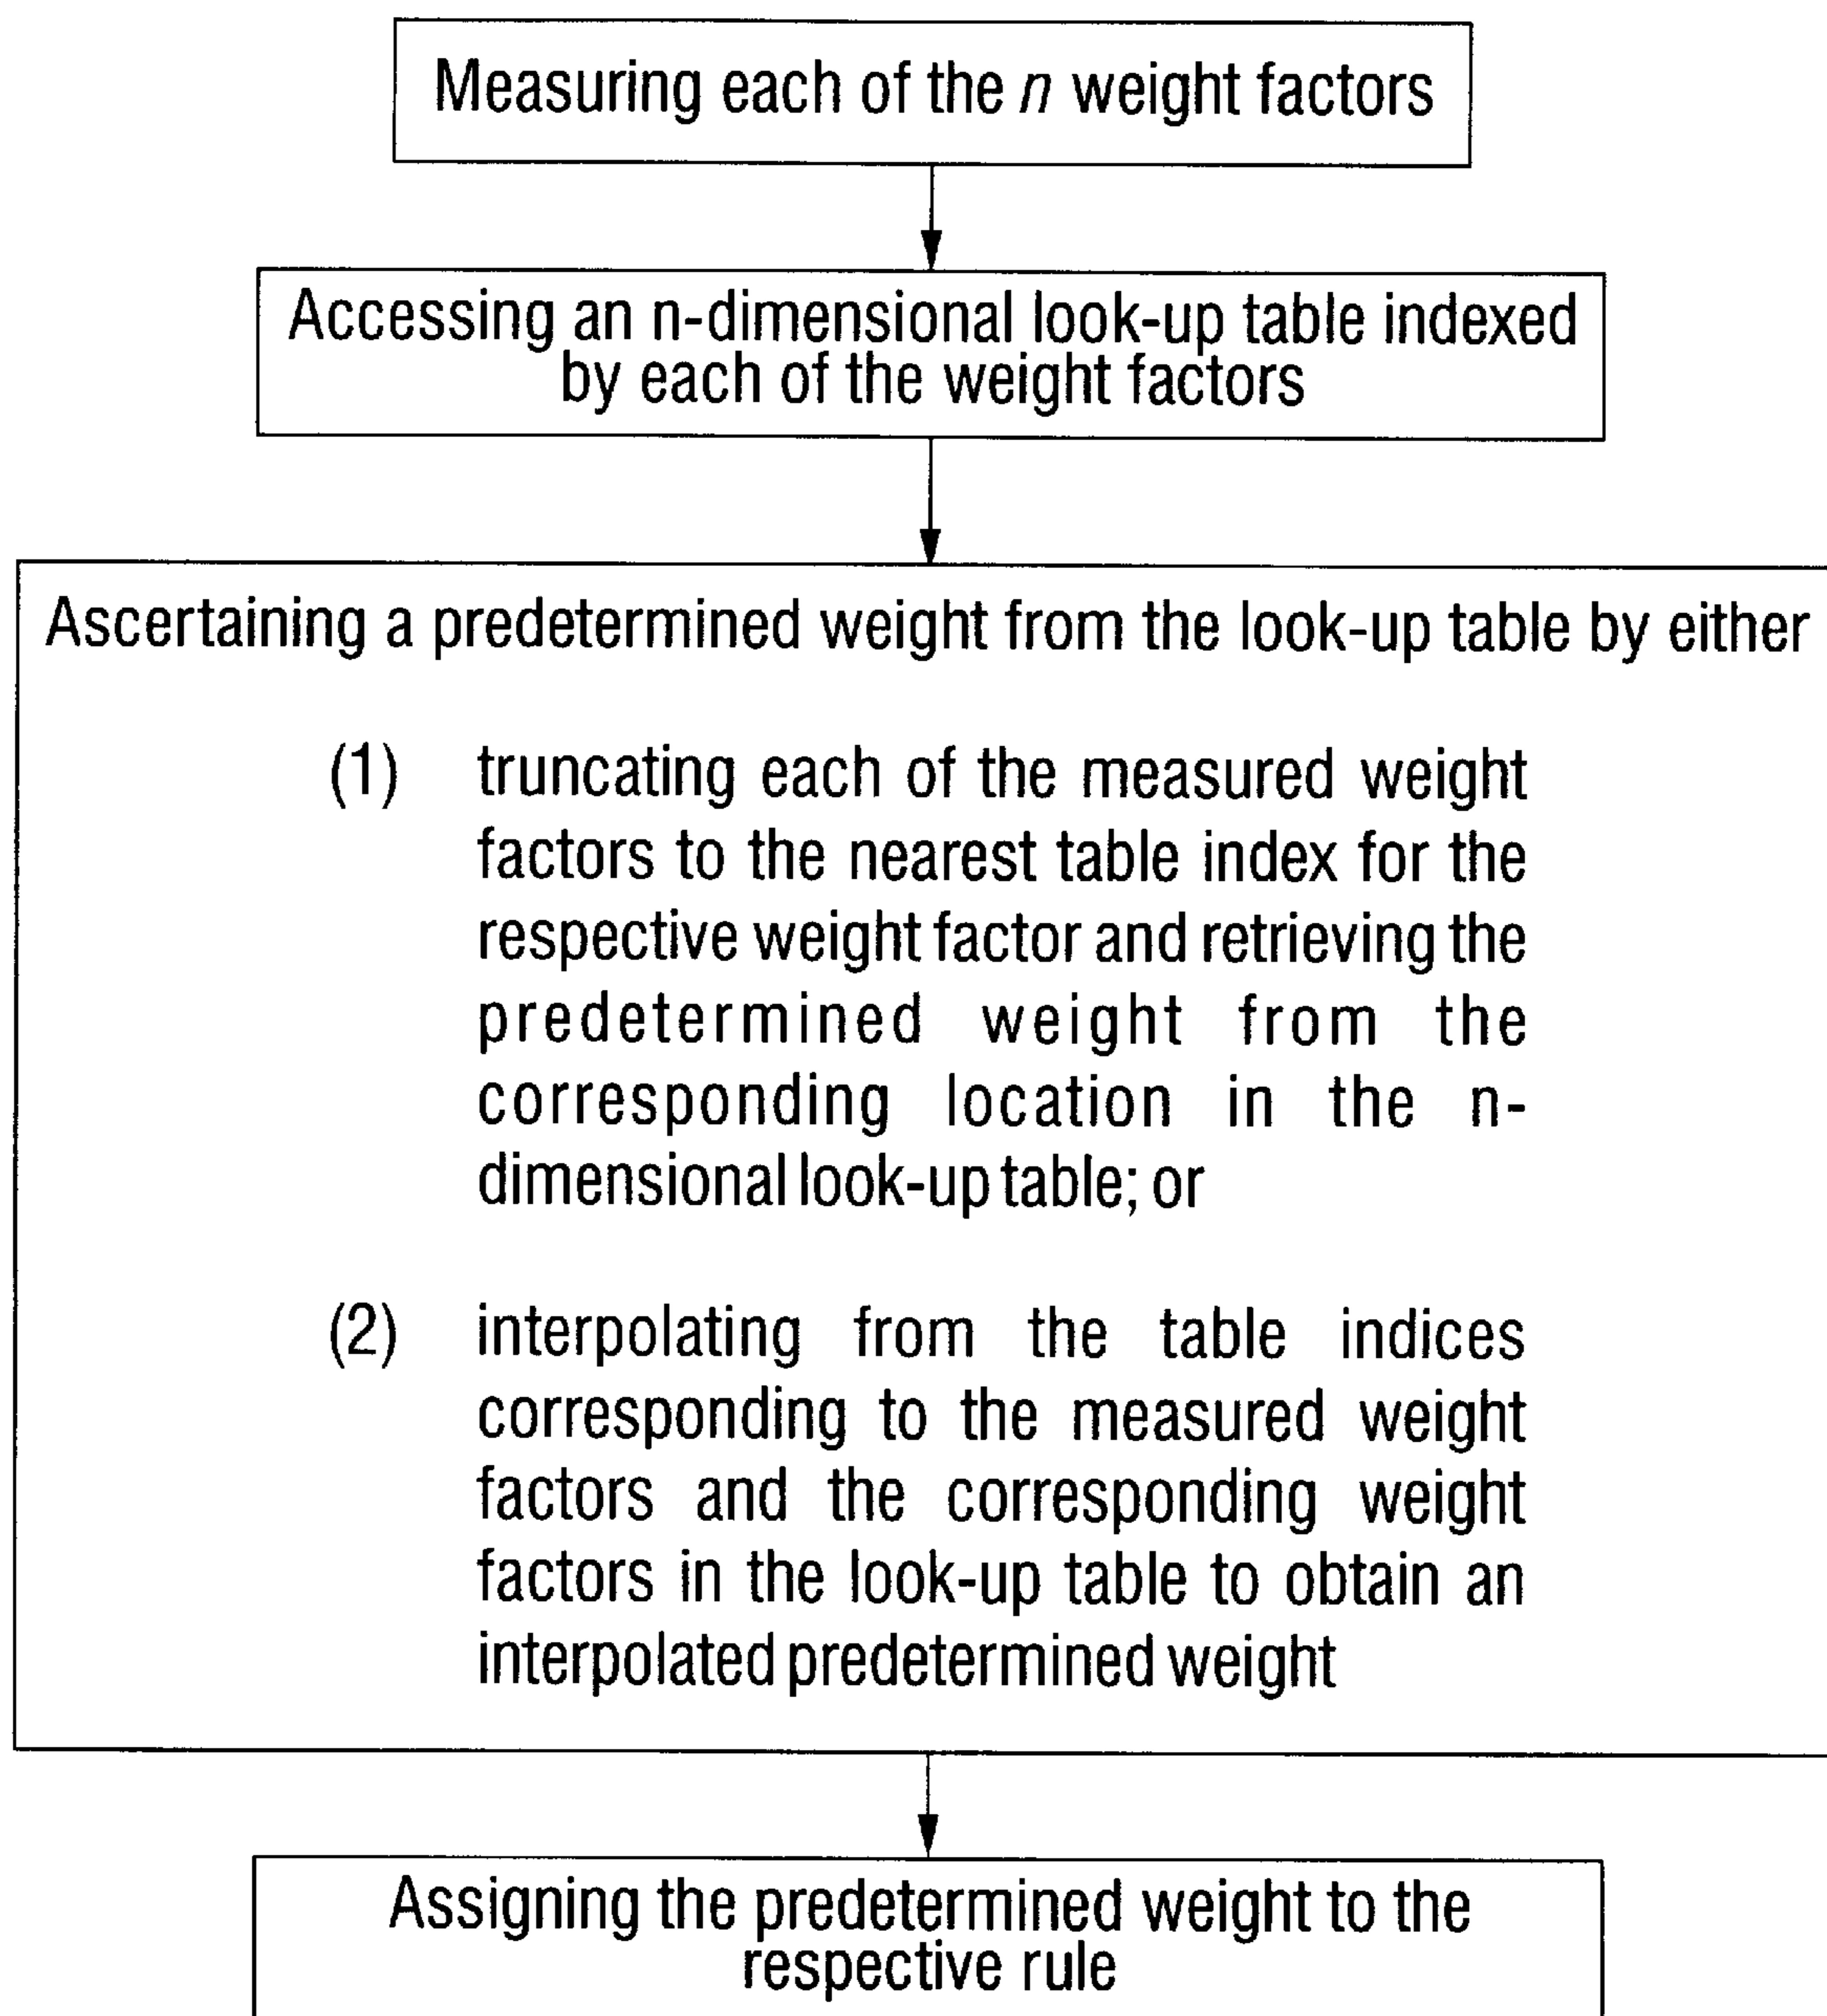 Measuring each of the n weight factors
Accessing an n-dimensional look-up table indexed
by each of the weight factors
Ascertaining a predetermined weight from the look-up table by either
(1) truncating each of the measured weight
factors to the nearest table index for the
respective weight factor and retrieving the
predetermined weight from the
corresponding location in the n-
dimensional look-up table; or
(2) interpolating from the table indices
corresponding to the measured weight
factors and the corresponding weight
factors in the look-up table to obtain an
interpolated predetermined weight
Assigning the predetermined weight to the
respective rule